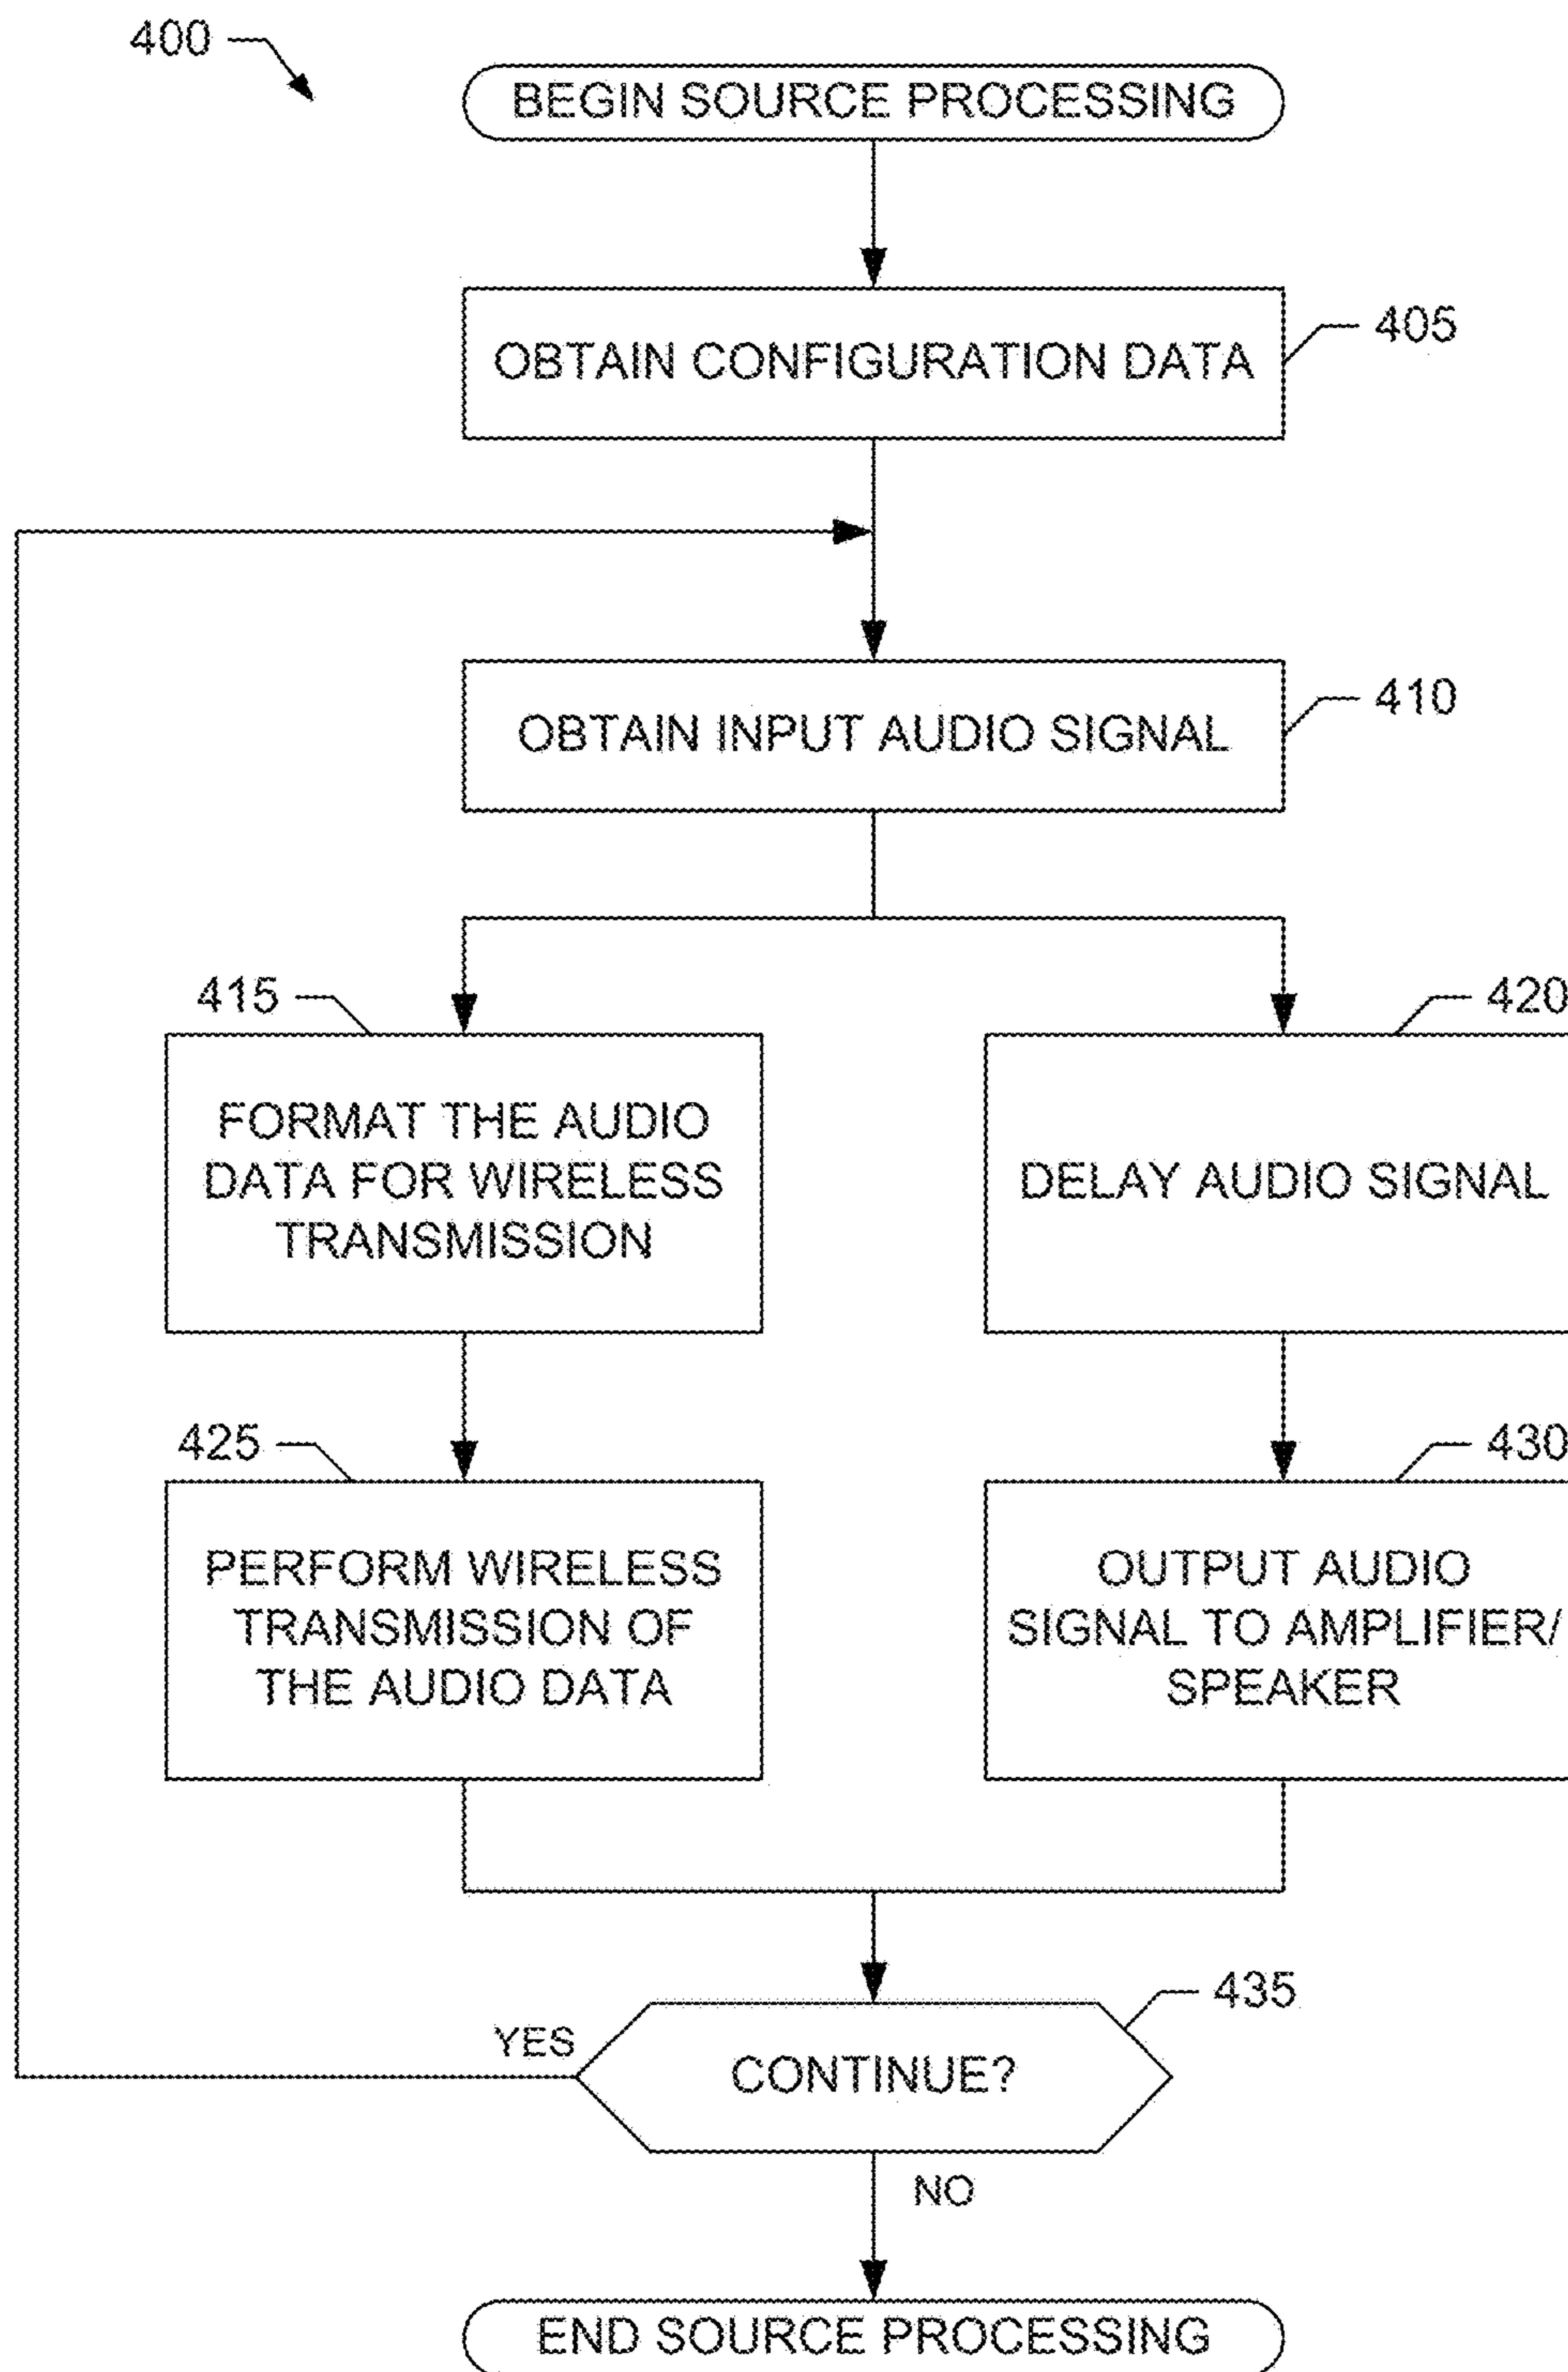 400
BEGIN SOURCE PROCESSING
OBTAIN CONFIGURATION DATA
405
OBTAIN INPUT AUDIO SIGNAL
410
415
FORMAT THE AUDIO
DATA FOR WIRELESS
TRANSMISSION
420
DELAY AUDIO SIGNAL
425
PERFORM WIRELESS
TRANSMISSION OF
THE AUDIO DATA
430
OUTPUT AUDIO
SIGNAL TO AMPLIFIER/
SPEAKER
435
CONTINUE?
YES
NO
END SOURCE PROCESSING